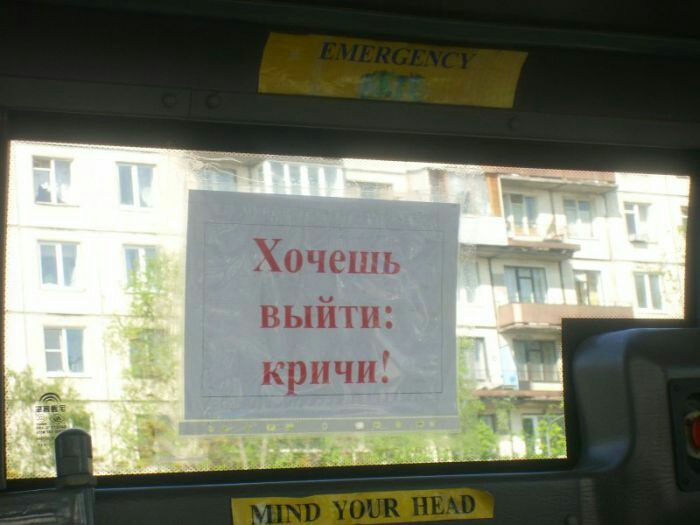 EMERGENCY
Хочешь
выйти:
кричи!
MIND YOUR HEAD